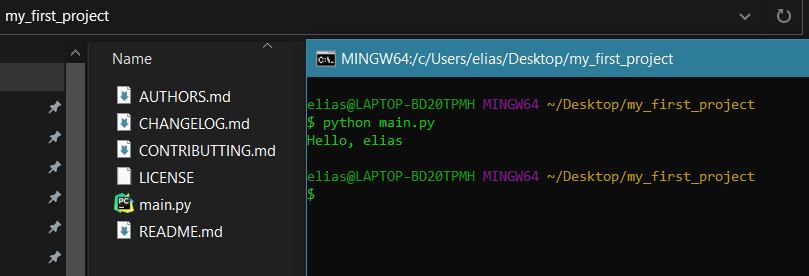 my_first_project
Name
AUTHORS.md
CHANGELOG.md
CONTRIBUTTING.md
LICENSE
main.py
README.md
MINGW64:/c/Users/elias/Desktop/my_first_project
elias@LAPTOP-BD20TPMH MINGW64 ~/Desktop/my_first_project
$ python main.py
Hello, elias
elias@LAPTOP-BD20TPMH MINGW64 ~/Desktop/my_first_project
$